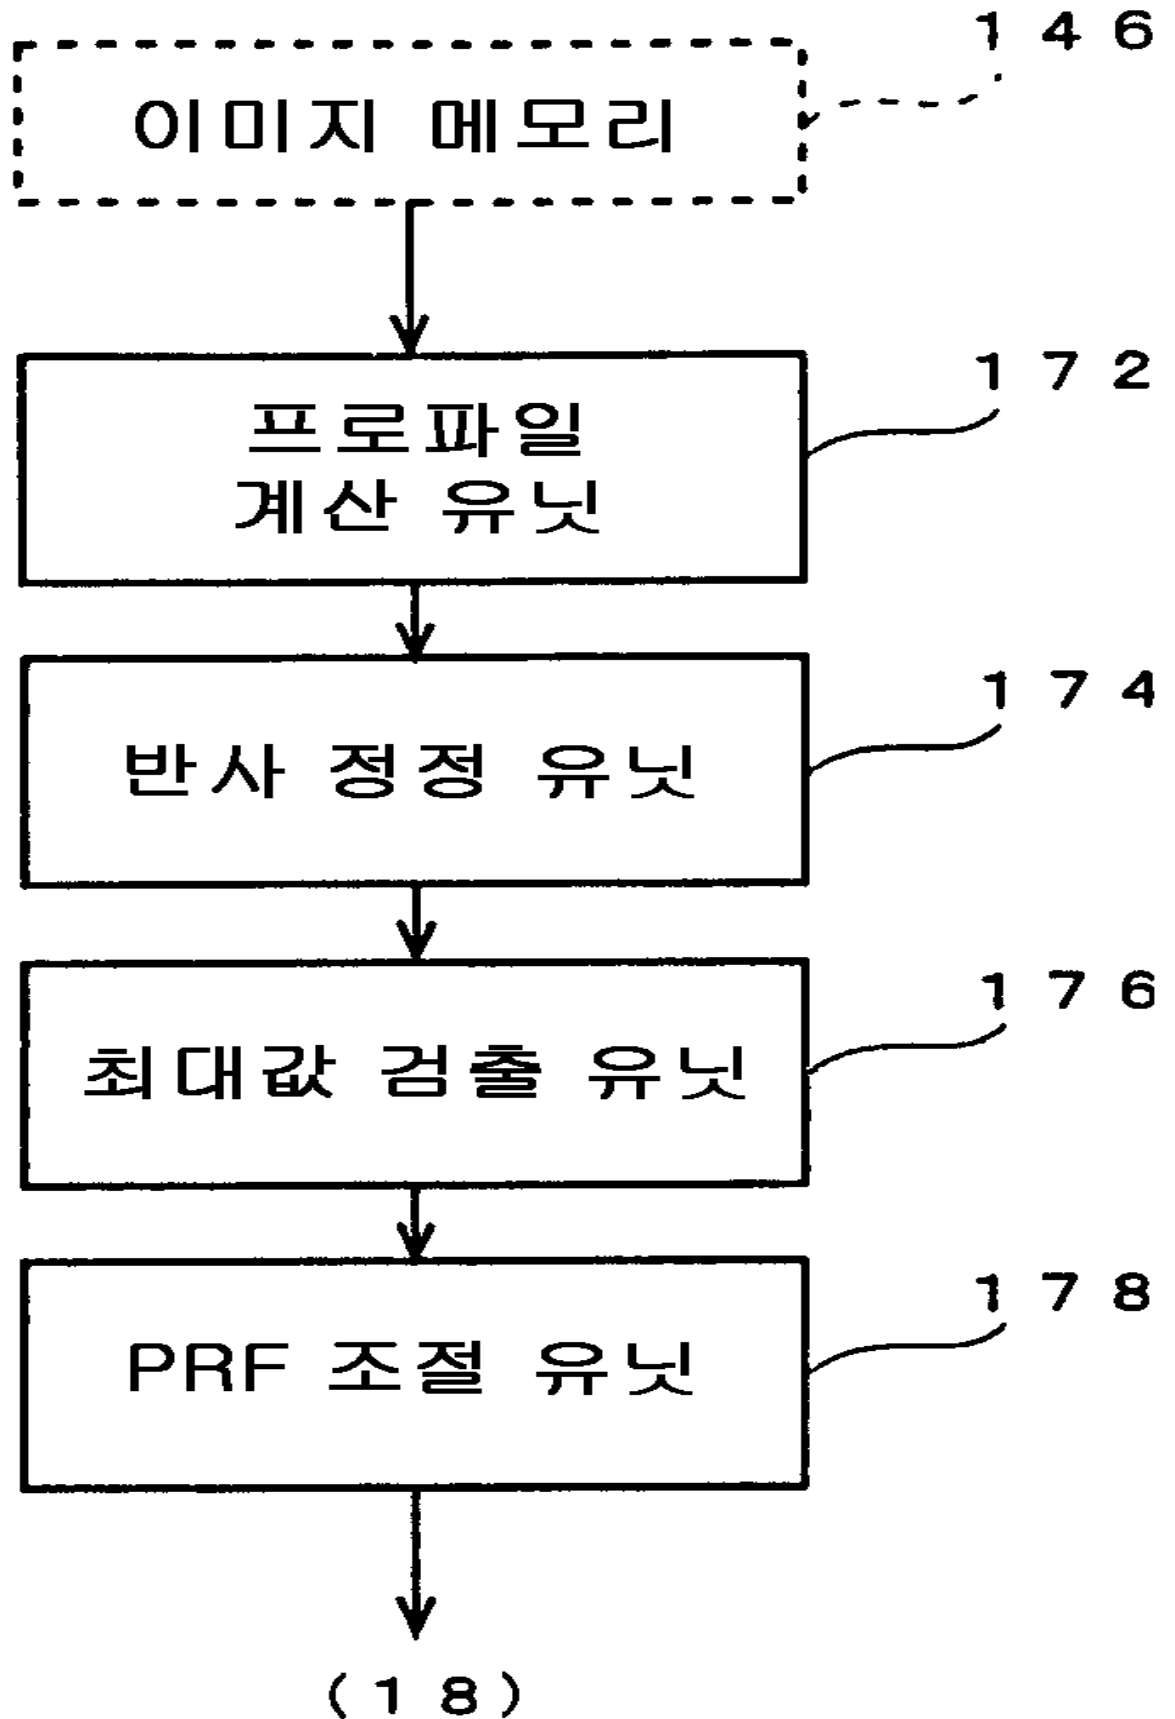 146
이미지 메모리
172
프로파일
계산 유닛
174
반사 정정 유닛
176
최대값 검출 유닛
178
PRF 조절 유닛
(18)